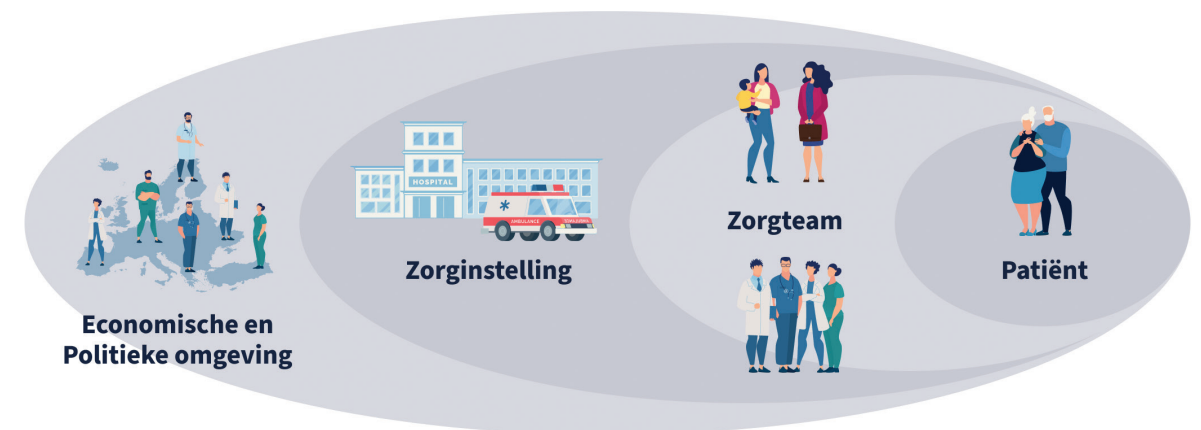 Economische en
Politieke omgeving
HOSPITAL
AMBULANCE
Zorginstelling
Zorgteam
Patiënt